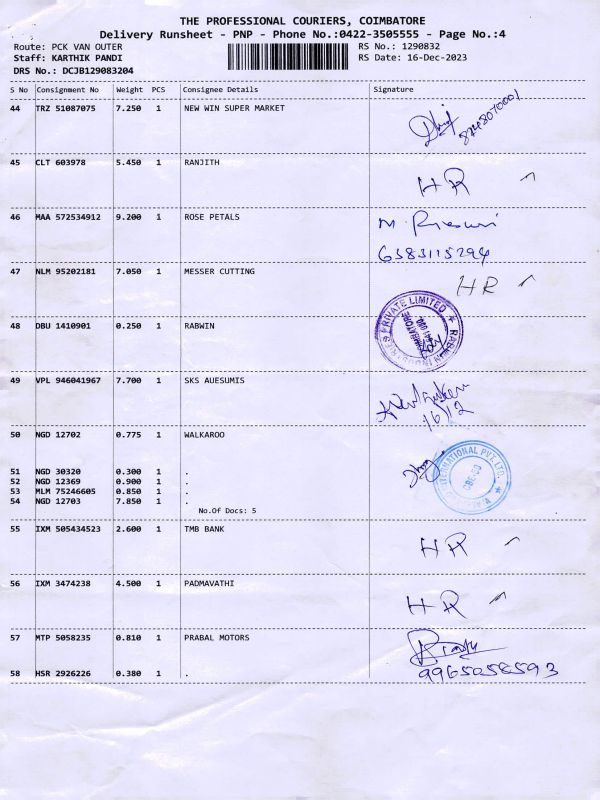 THE PROFESSIONAL COURIERS, COIMBATORE
Delivery Runsheet - PNP - Phone No.:0422-3505555 - Page No.:4
Route: PCK VAN OUTER RS No.: 1290832
Staff: KARTHIK PANDI RS Date: 16-Dec-2023
DRS No.: DCJB129083204
S No Consignment No Weight PCS Consignee Details Signature
44 TRZ 51087075 7.250 1 NEW WIN SUPER MARKET
45 CLT 603978 5.450 1 RANJITH
HR
46 MAA 572534912 9.200 1 ROSE PETALS
6383115294
47 NLM 95202181 7.050 1 MESSER CUTTING
HR
PRIVATE LIMITED
48 DBU 1410901 0.250 1 RABWIN
49 VPL 946041967 7.700 1 SKS AUESUMIS
16/12
50 NGD 12702 0.775 1 WALKAROO
INTERNATIONAL PVT. LTD.
51 NGD 30320 0.300 1 .
52 NGD 12369 0.900 1 .
53 MLM 75246605 0.850 1 .
54 NGD 12703 7.850 1 .
No.Of Docs: 5
55 IXM 505434523 2.600 1 TMB BANK
HR
56 IXM 3474238 4.500 1 PADMAVATHI
HR
57 MTP 5058235 0.810 1 PRABAL MOTORS
9965058593
58 HSR 2926226 0.380 1 .